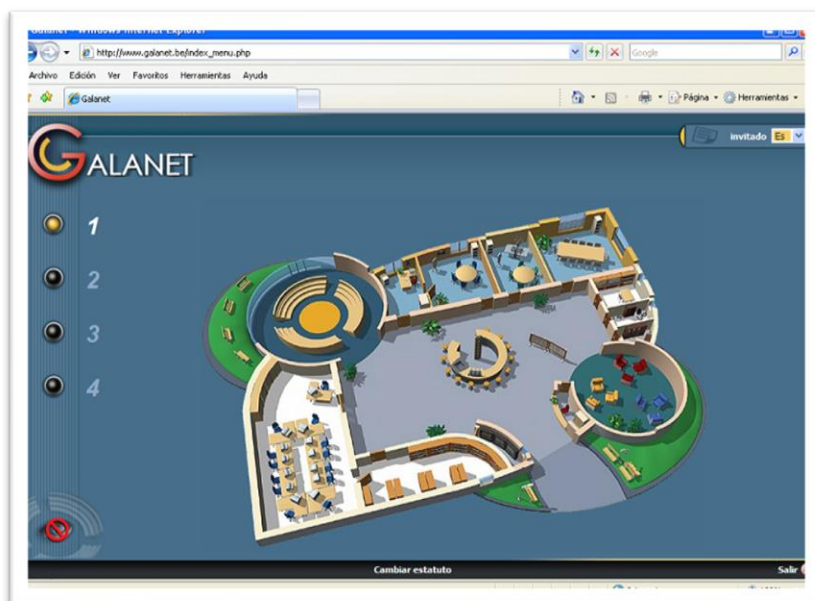 Galanet - Windows Internet Explorer
http://www.galanet.be/index_menu.php
Google
Archivo Edición Ver Favoritos Herramientas Ayuda
Galanet
Página
Herramientas
GALANET
invitado Es
1
2
3
4
Cambiar estatuto
Salir